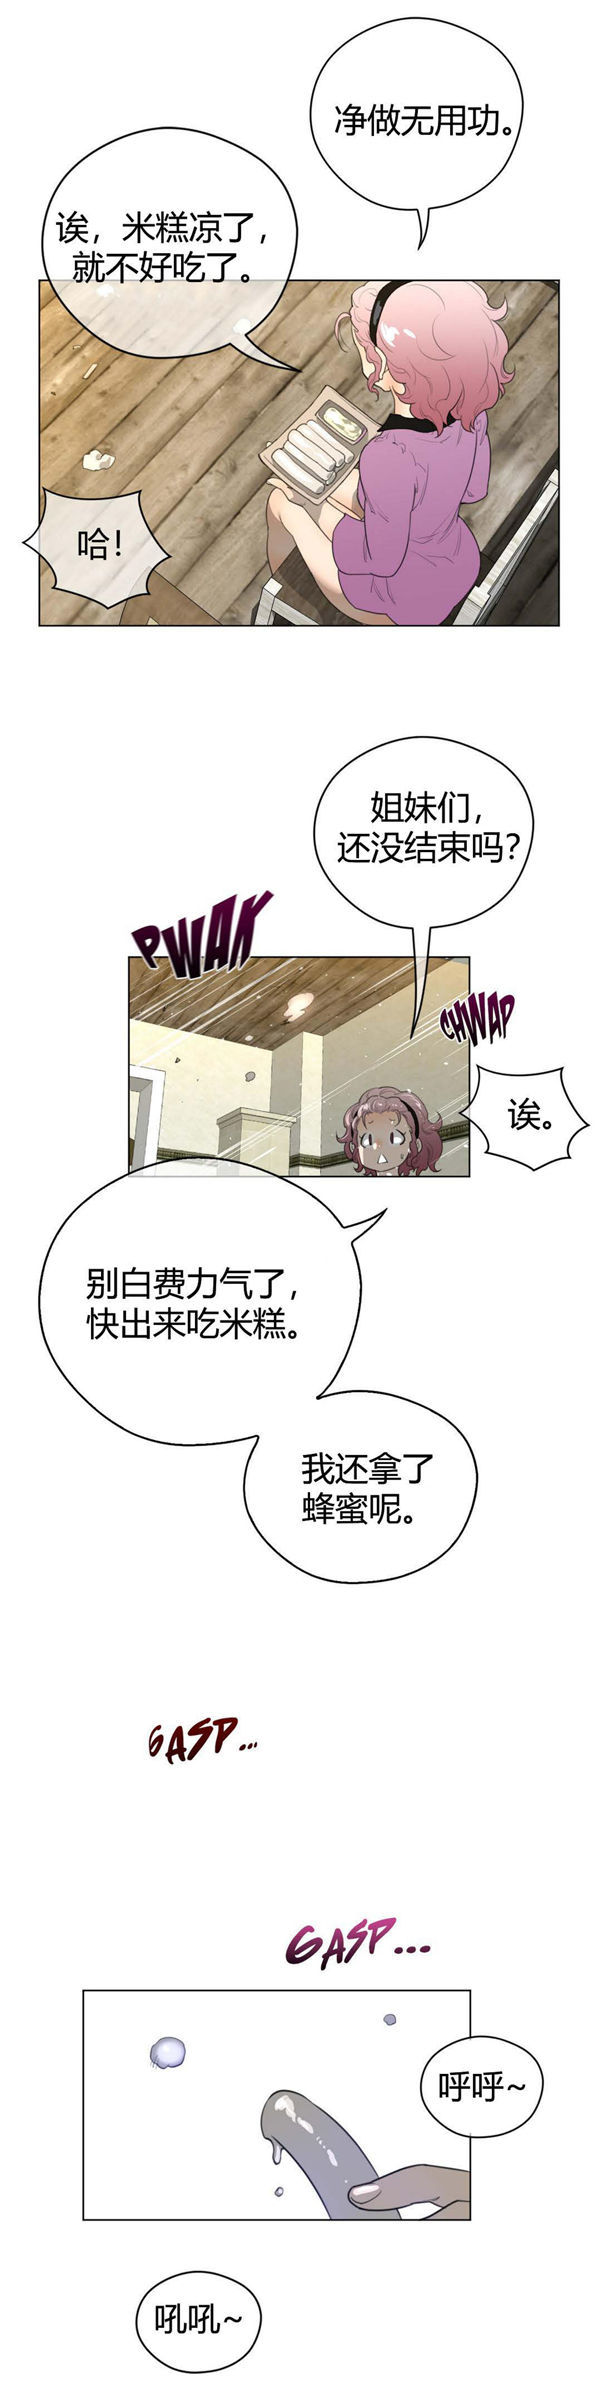 净做无用功。
诶，米糕凉了，
就不好吃了。
哈！
姐妹们，
还没结束吗？
PWAK
CHWAP
诶。
别白费力气了，
快出来吃米糕。
我还拿了
蜂蜜呢。
GASP...
GASP...
呼呼~
吼吼~